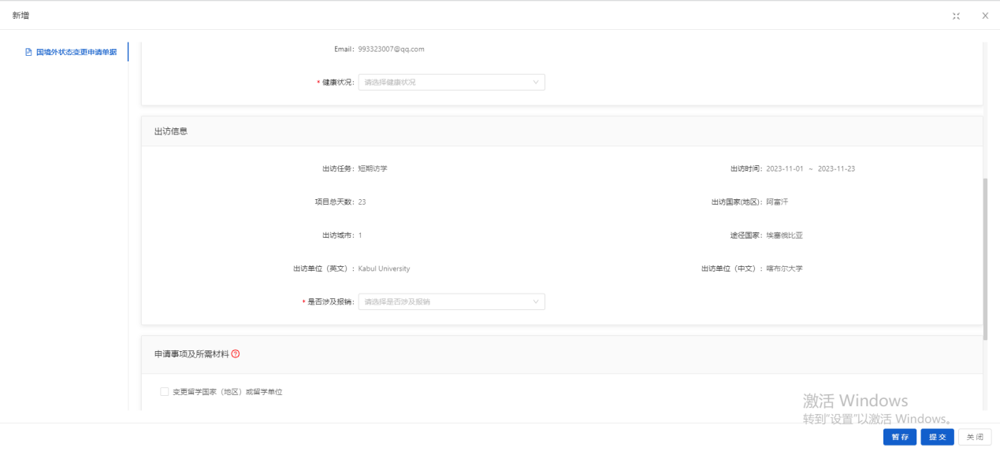 新增
国境外状态变更申请单据
Email: 993323007@qq.com
* 健康状况: 请选择健康状况
出访信息
出访任务: 短期访学
出访时间: 2023-11-01 ~ 2023-11-23
项目总天数: 23
出访国家(地区): 阿富汗
出访城市: 1
途径国家: 埃塞俄比亚
出访单位（英文）: Kabul University
出访单位（中文）: 喀布尔大学
* 是否涉及报销: 请选择是否涉及报销
申请事项及所需材料
变更留学国家（地区）或留学单位
激活 Windows
转到"设置"以激活 Windows。
暂存 提交 关闭